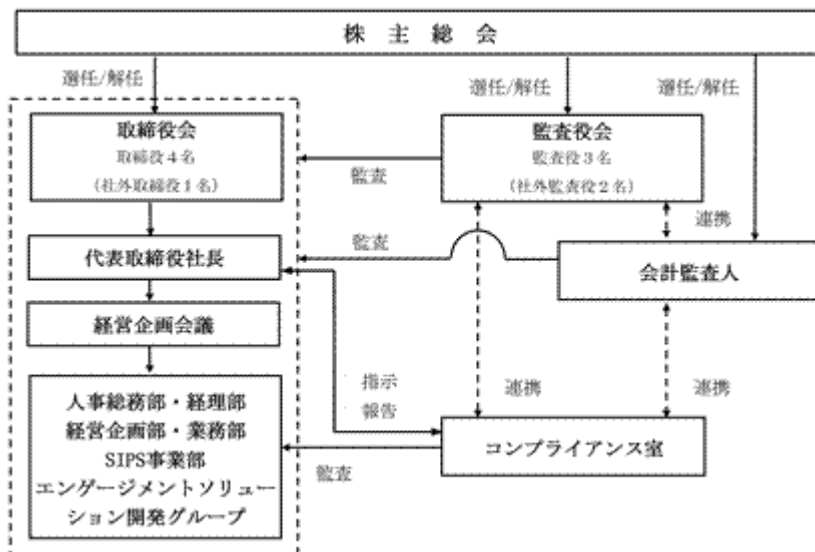 株 主 総 会
選任/解任
選任/解任
選任/解任
取締役会
取締役4名
(社外取締役1名)
監査役会
監査役3名
(社外監査役2名)
監査
連携
代表取締役社長
監査
会計監査人
経営企画会議
指示
報告
連携
連携
人事総務部・経理部
経営企画部・業務部
SIPS事業部
エンゲージメントソリュー
ション開発グループ
コンプライアンス室
監査